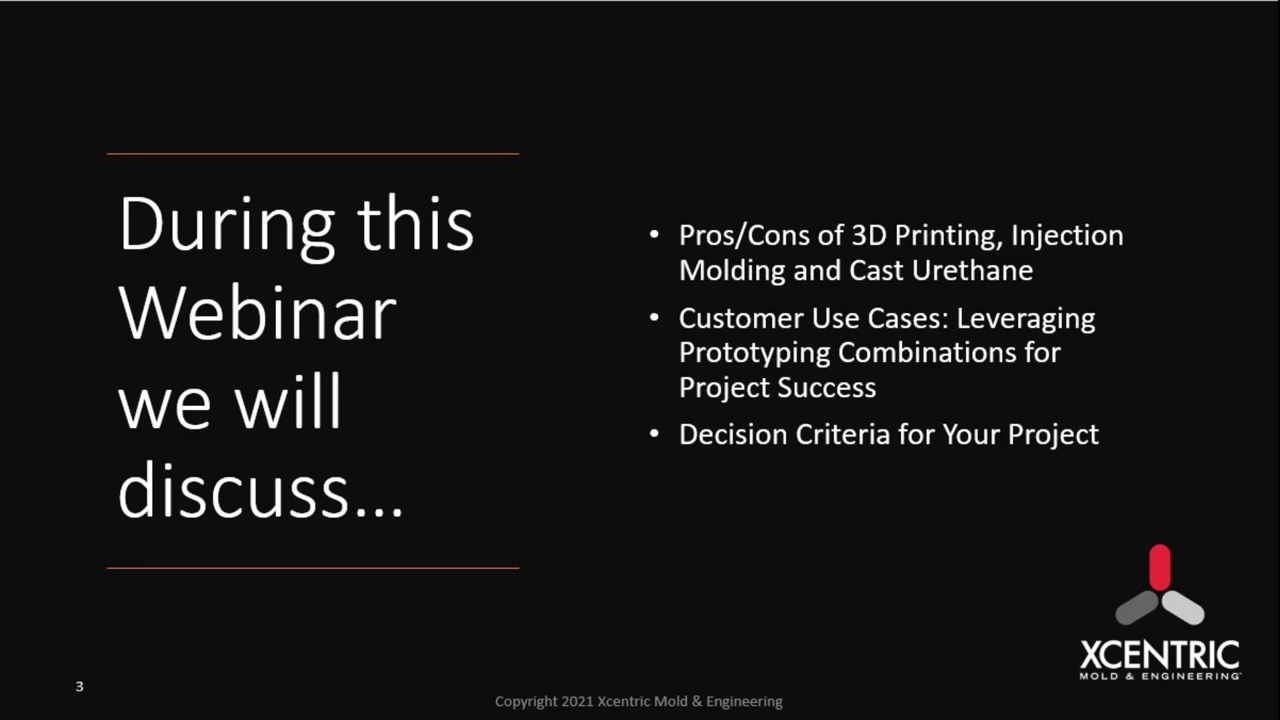 During this
Webinar
we will
discuss...
• Pros/Cons of 3D Printing, Injection
Molding and Cast Urethane
• Customer Use Cases: Leveraging
Prototyping Combinations for
Project Success
• Decision Criteria for Your Project
XCENTRIC
MOLD & ENGINEERING
3
Copyright 2021 Xcentric Mold & Engineering